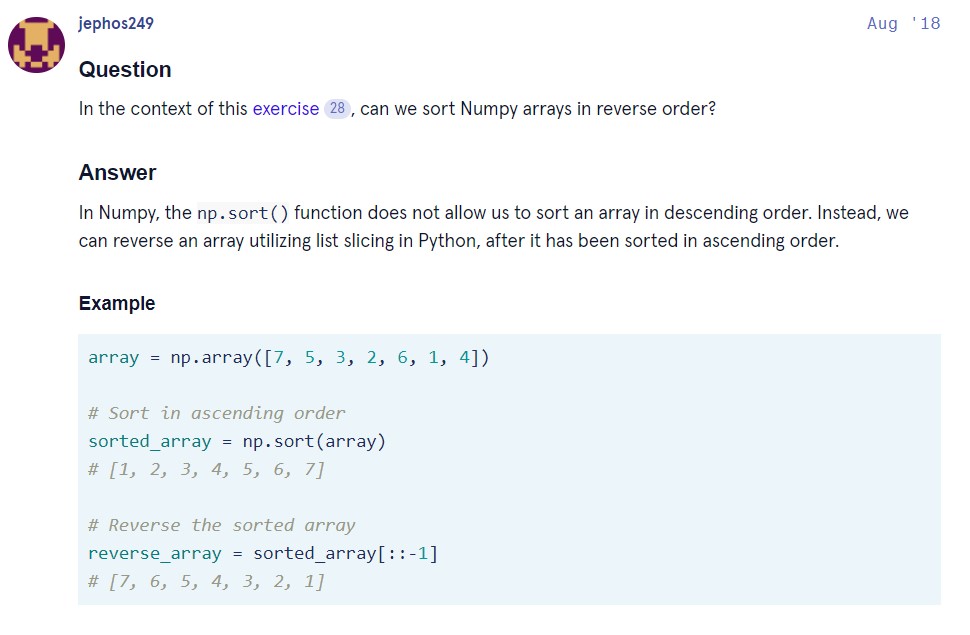 jephos249
Aug '18
Question
In the context of this exercise 28, can we sort Numpy arrays in reverse order?
Answer
In Numpy, the np.sort() function does not allow us to sort an array in descending order. Instead, we
can reverse an array utilizing list slicing in Python, after it has been sorted in ascending order.
Example
array = np.array([7, 5, 3, 2, 6, 1, 4])
# Sort in ascending order
sorted_array = np.sort(array)
# [1, 2, 3, 4, 5, 6, 7]
# Reverse the sorted array
reverse_array = sorted_array[::-1]
# [7, 6, 5, 4, 3, 2, 1]